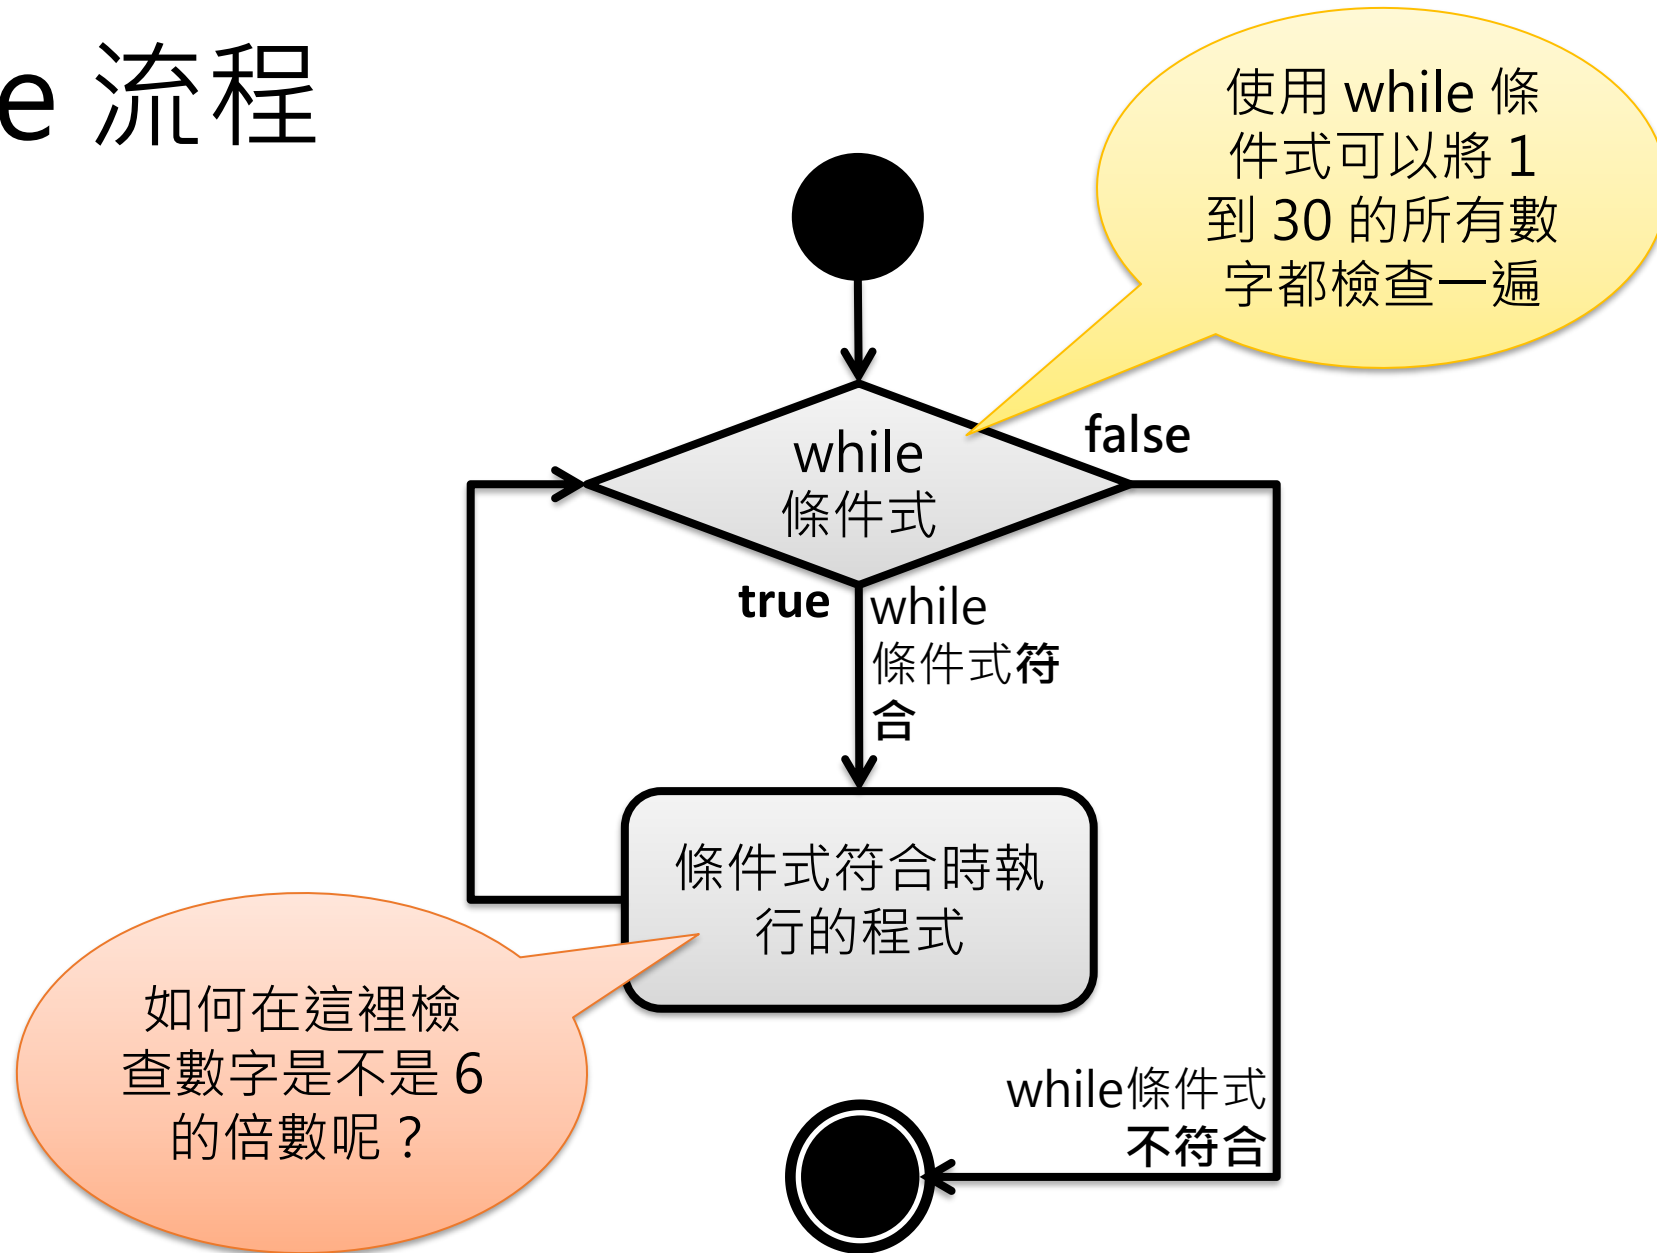 e 流程
使用 while 條
件式可以將 1
到 30 的所有數
字都檢查一遍
while
條件式
false
true
while
條件式符
合
條件式符合時執
行的程式
如何在這裡檢
查數字是不是 6
的倍數呢？
while條件式
不符合